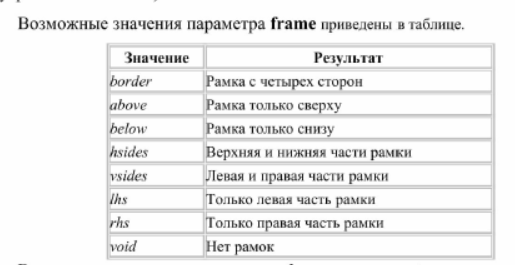 Возможные значения параметра frame приведены в таблице.
Значение Результат
border Рамка с четырех сторон
above Рамка только сверху
below Рамка только снизу
hsides Верхняя и нижняя части рамки
vsides Левая и правая части рамки
lhs Только левая часть рамки
rhs Только правая часть рамки
void Нет рамок